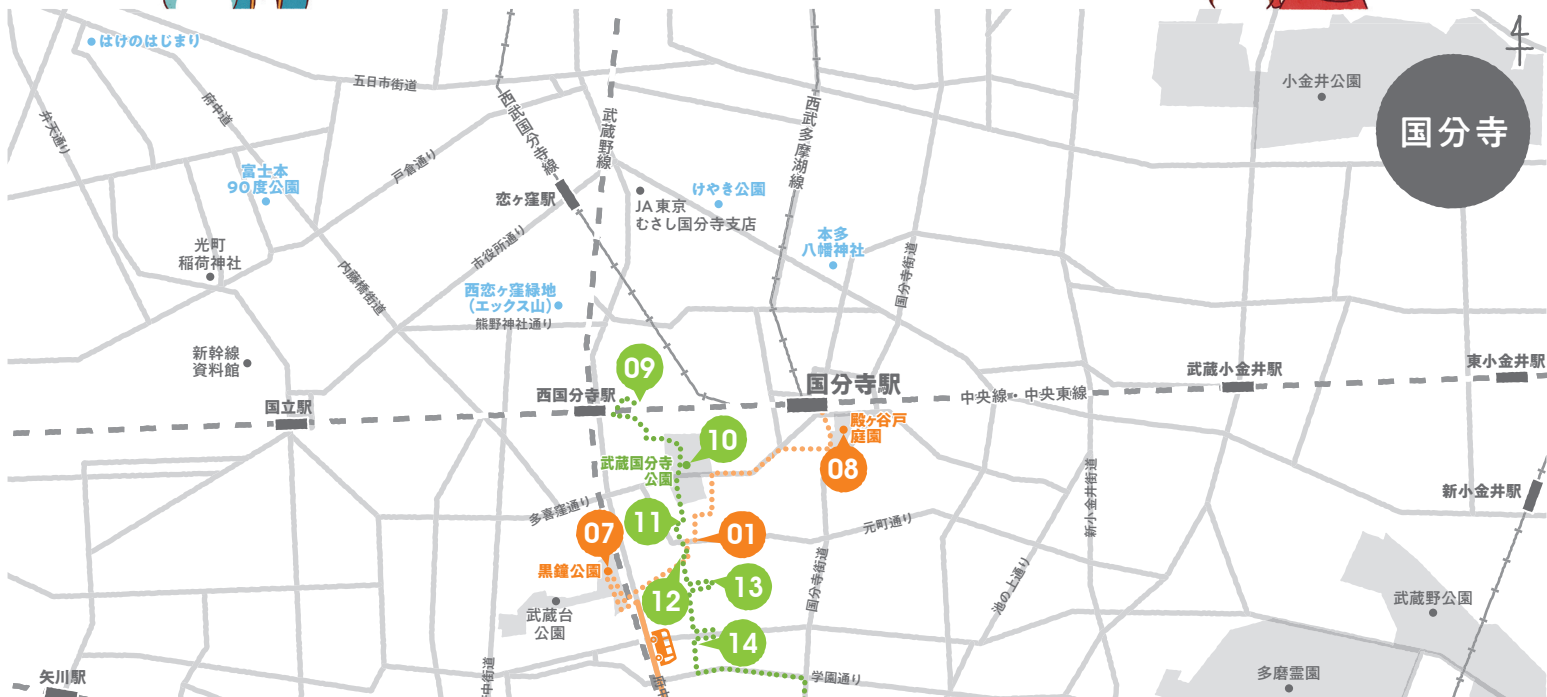 はけのはじまり
小金井公園
国分寺
五日市街道
府中道
弁天通り
西武国分寺線
武蔵野線
西武多摩湖線
戸倉通り
富士本
90度公園
恋ヶ窪駅
JA東京
むさし国分寺支店
けやき公園
本多
八幡神社
光町
稲荷神社
市役所通り
国分寺街道
内藤橋街道
西恋ヶ窪緑地
(エックス山)
熊野神社通り
新幹線
資料館
09
国立駅
西国分寺駅
国分寺駅
中央線・中央東線
武蔵小金井駅
東小金井駅
殿ヶ谷戸
庭園
10
08
武蔵国分寺
公園
多喜窪通り
新小金井街道
新小金井駅
07
11
01
元町通り
黒鐘公園
12
13
国分寺街道
池の上通り
武蔵台
公園
武蔵野公園
14
矢川駅
中街道
学園通り
多磨霊園